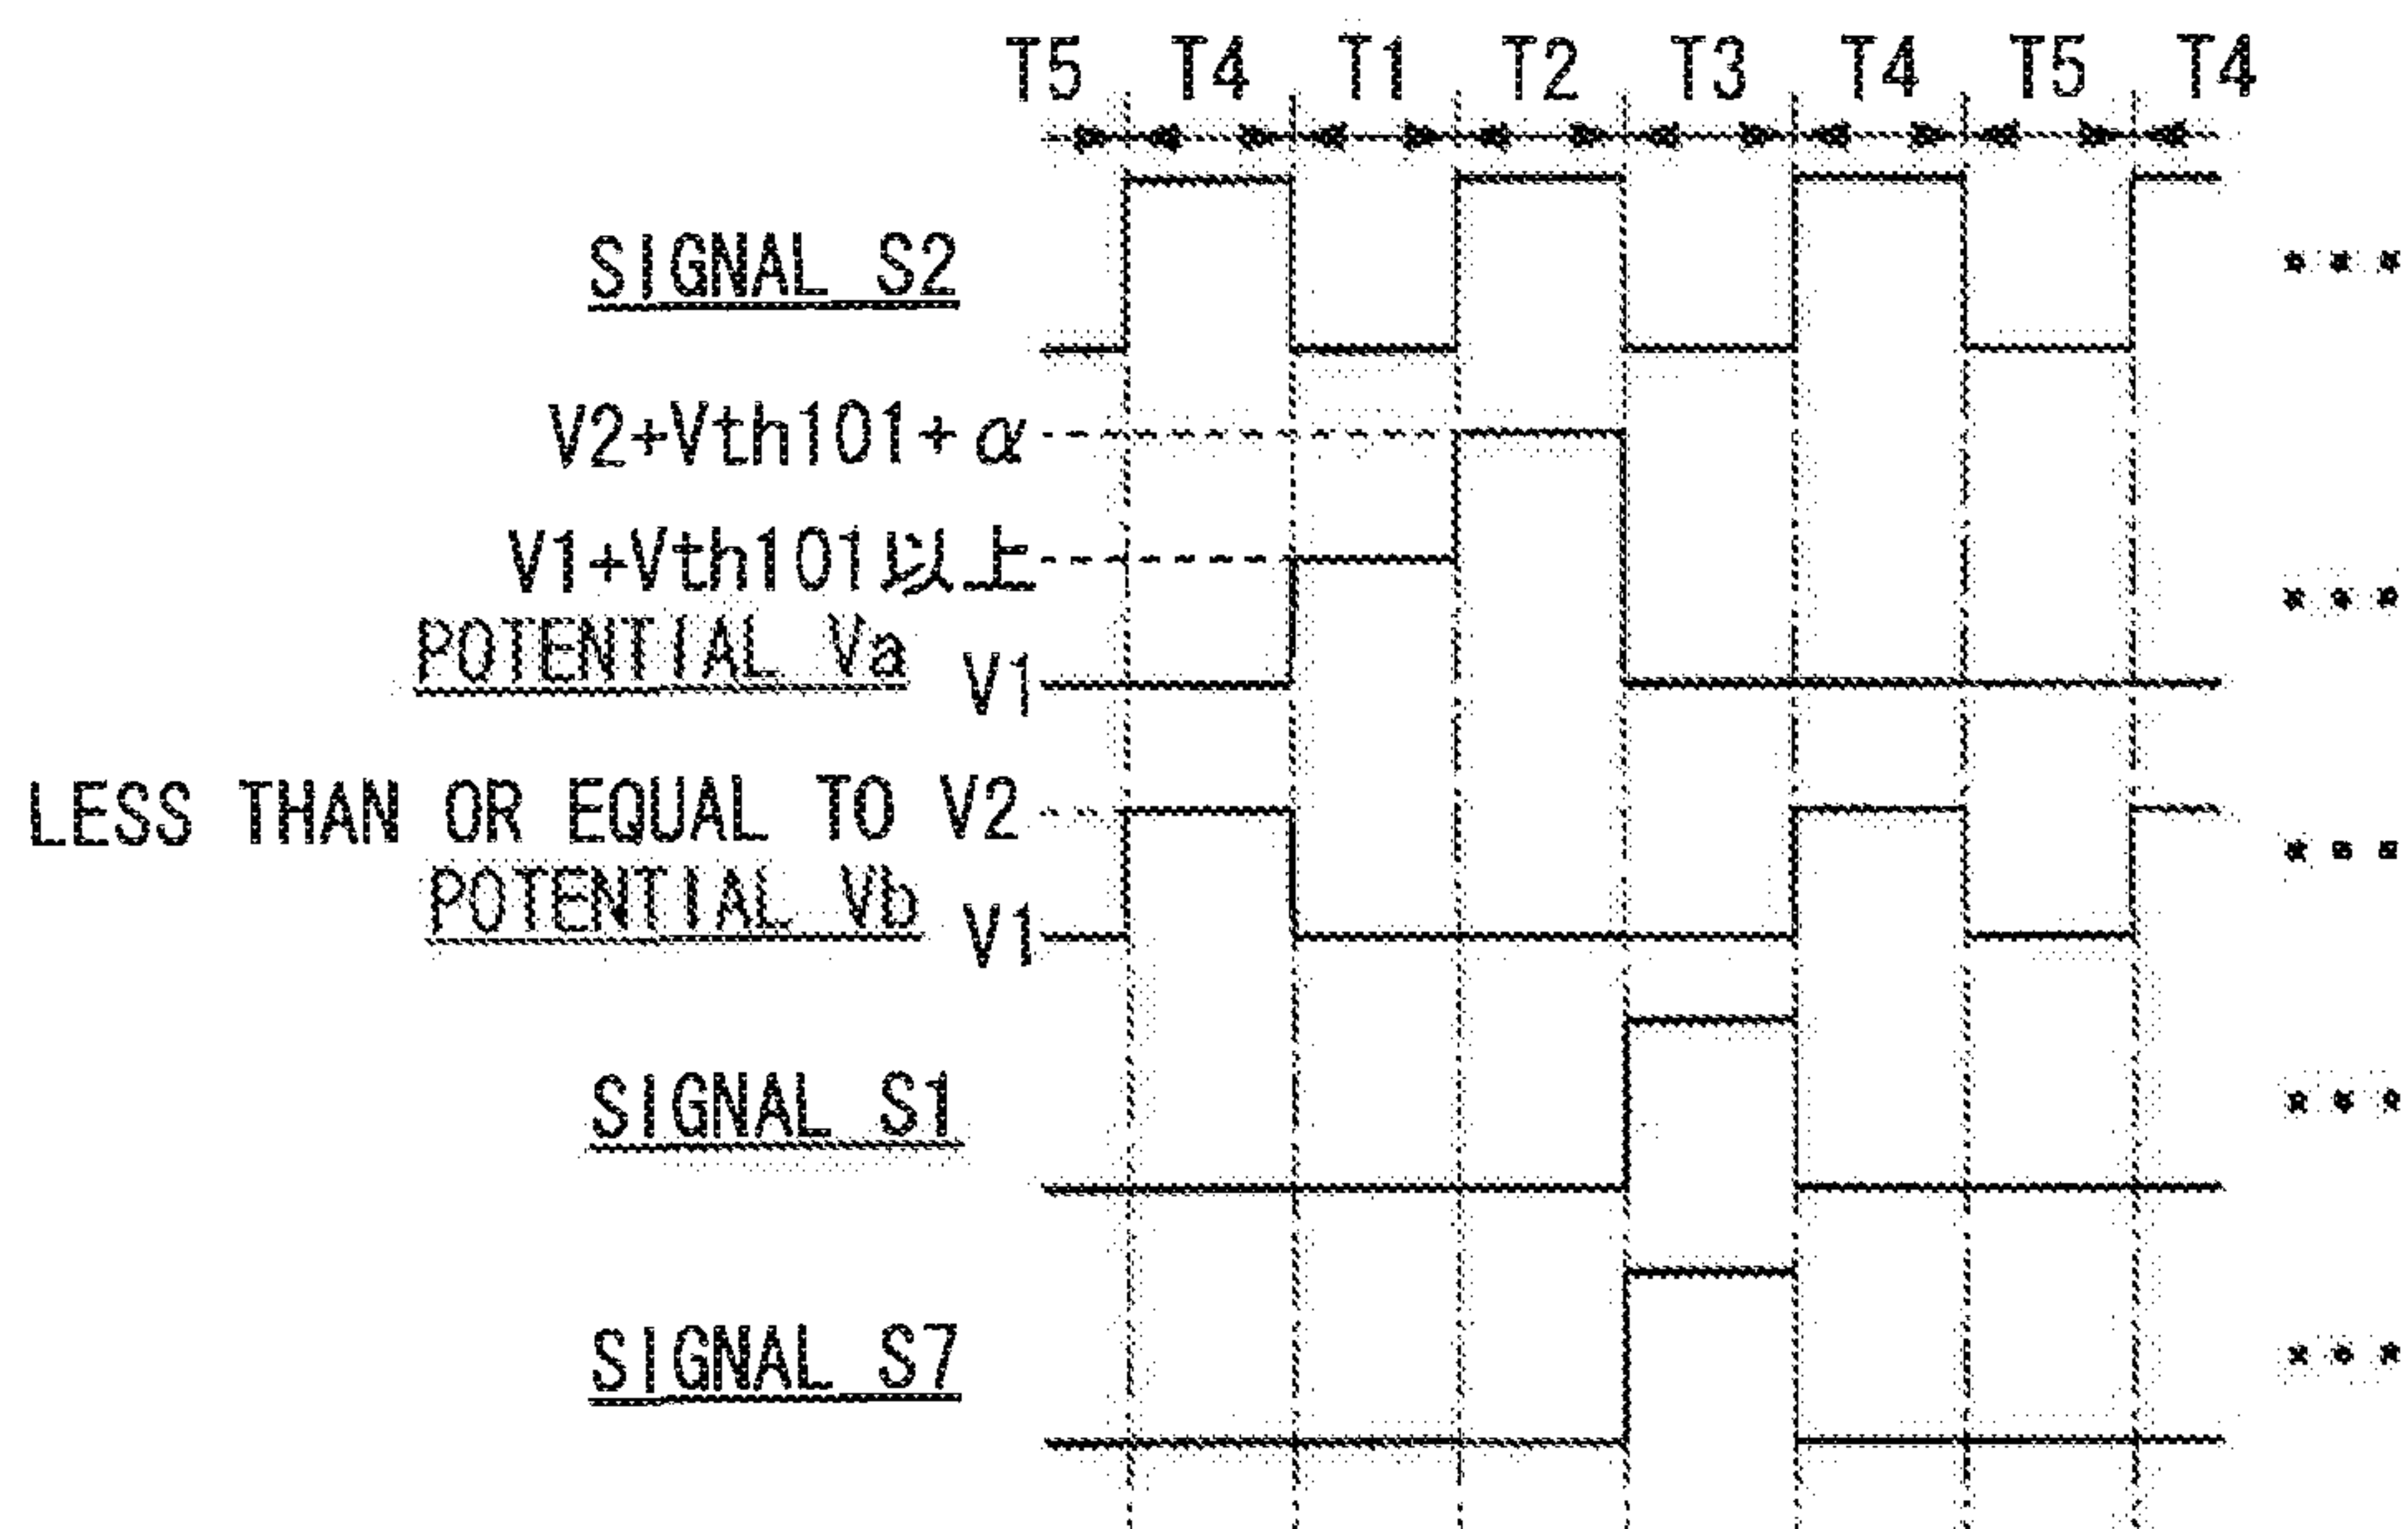 T5 T4 T1 T2 T3 T4 T5 T4
SIGNAL S2
V2+Vth101+α
V1+Vth101以上
POTENTIAL Va V1
LESS THAN OR EQUAL TO V2
POTENTIAL Vb V1
SIGNAL S1
SIGNAL S7